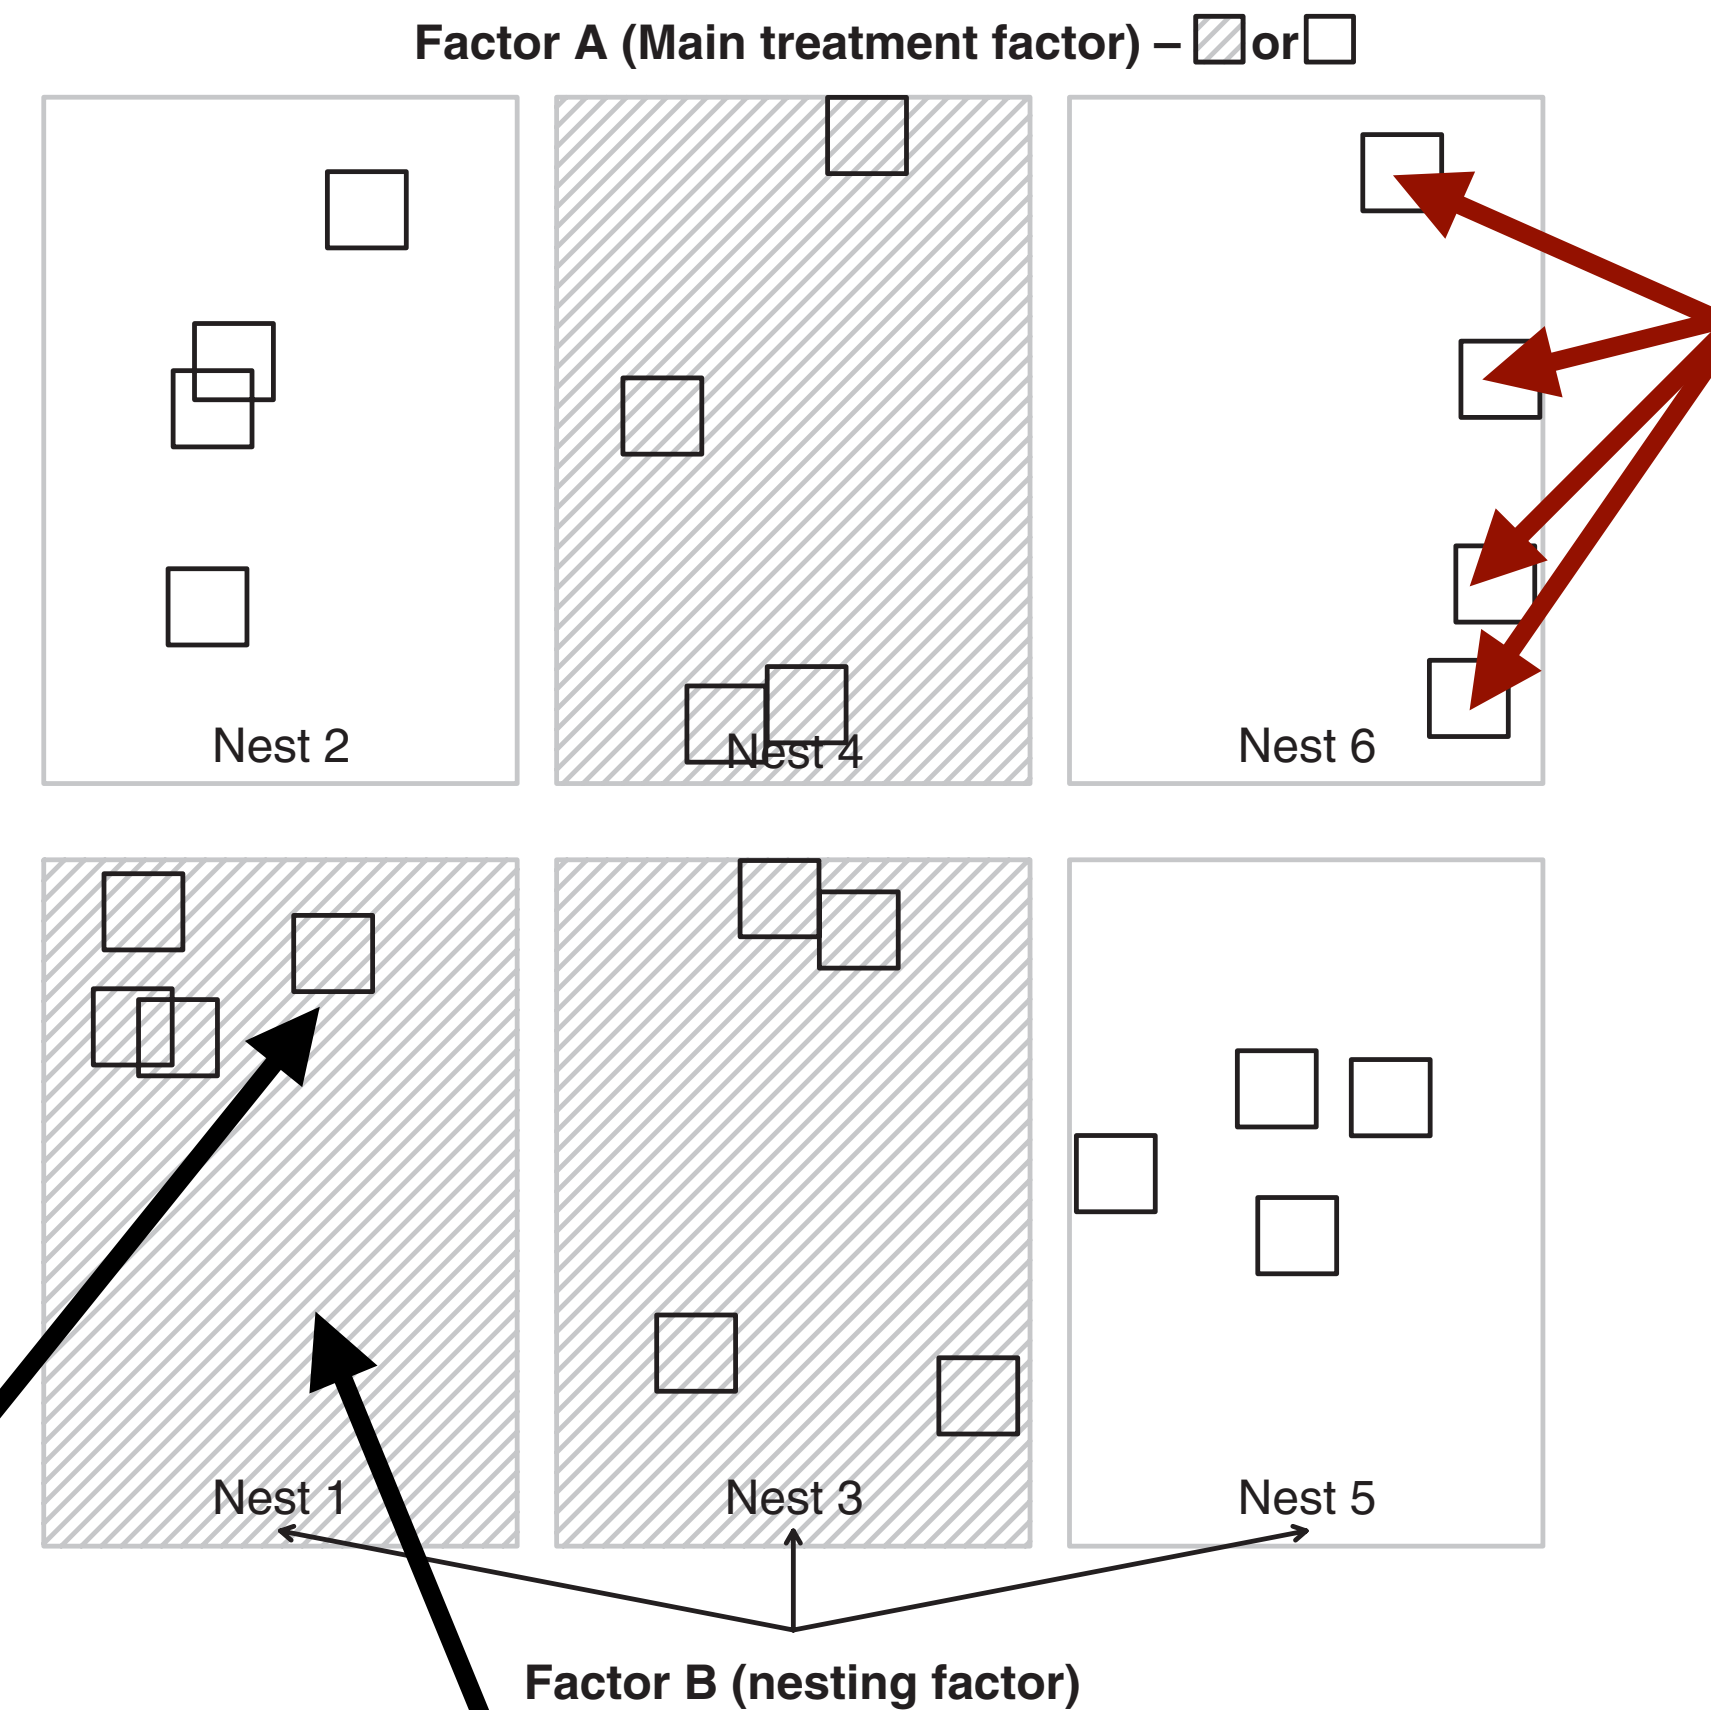 Factor A (Main treatment factor) – or
Nest 2
Nest 4
Nest 6
Nest 1
Nest 3
Nest 5
Factor B (nesting factor)